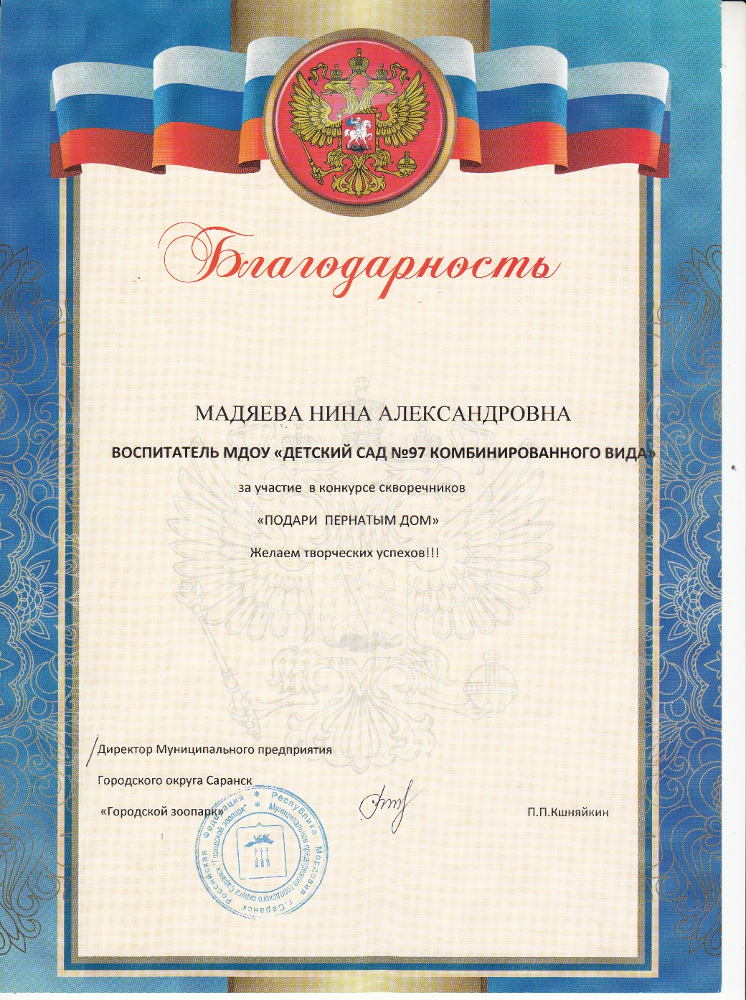 Благодарность
МАДЯЕВА НИНА АЛЕКСАНДРОВНА
ВОСПИТАТЕЛЬ МДОУ «ДЕТСКИЙ САД №97 КОМБИНИРОВАННОГО ВИДА»
за участие в конкурсе скворечников
«ПОДАРИ ПЕРНАТЫМ ДОМ»
Желаем творческих успехов!!!
Директор Муниципального предприятия
Городского округа Саранск
«Городской зоопарк»
П.П.Кшняйкин
Российская Федерация * Республика Мордовия г.Саранск
* Муниципальное предприятие городского округа Саранск "Городской зоопарк"